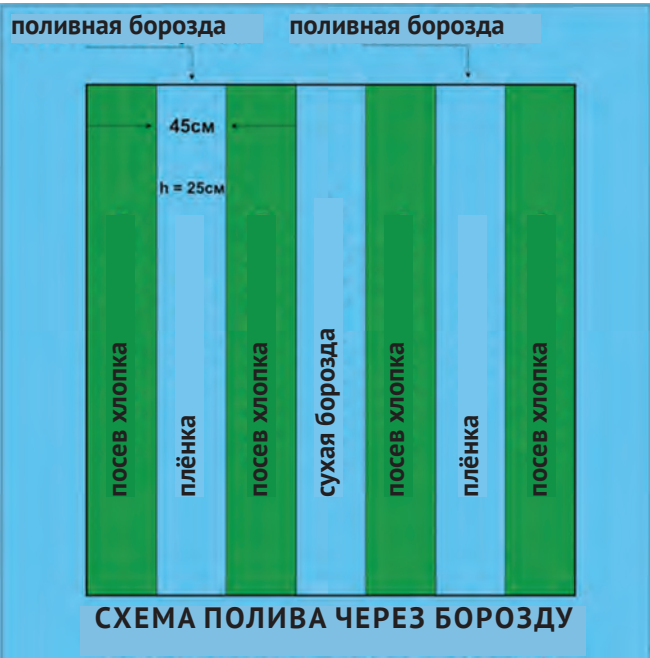 поливная борозда
поливная борозда
45см
h = 25см
посев хлопка
плёнка
посев хлопка
сухая борозда
посев хлопка
плёнка
посев хлопка
СХЕМА ПОЛИВА ЧЕРЕЗ БОРОЗДУ